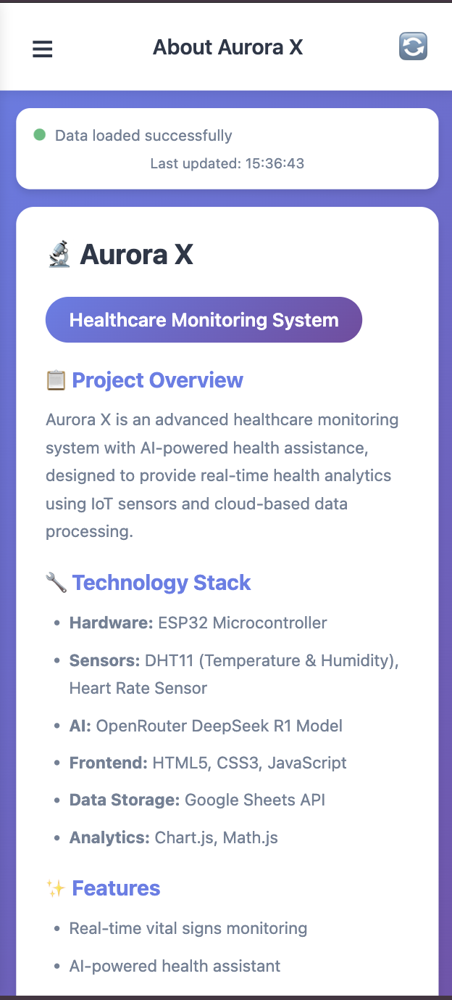 About Aurora X
Data loaded successfully
Last updated: 15:36:43
Aurora X
Healthcare Monitoring System
Project Overview
Aurora X is an advanced healthcare monitoring
system with AI-powered health assistance,
designed to provide real-time health analytics
using IoT sensors and cloud-based data
processing.
Technology Stack
• Hardware: ESP32 Microcontroller
• Sensors: DHT11 (Temperature & Humidity),
Heart Rate Sensor
• AI: OpenRouter DeepSeek R1 Model
• Frontend: HTML5, CSS3, JavaScript
• Data Storage: Google Sheets API
• Analytics: Chart.js, Math.js
Features
• Real-time vital signs monitoring
• AI-powered health assistant